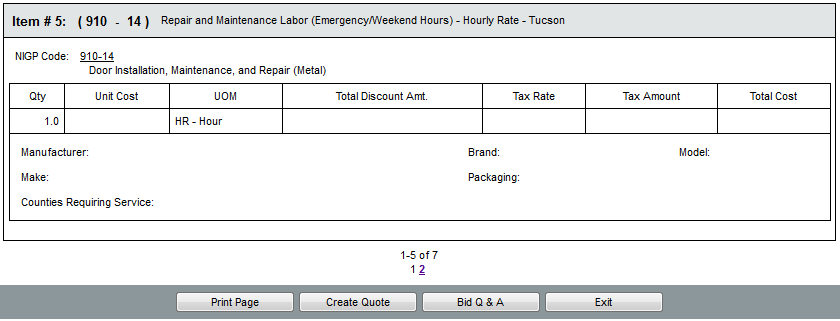 Item # 5: ( 910 - 14 ) Repair and Maintenance Labor (Emergency/Weekend Hours) - Hourly Rate - Tucson
NIGP Code: 910-14
Door Installation, Maintenance, and Repair (Metal)
Qty Unit Cost UOM Total Discount Amt. Tax Rate Tax Amount Total Cost
1.0 HR - Hour
Manufacturer: Brand: Model:
Make: Packaging:
Counties Requiring Service:
1-5 of 7
1 2
Print Page Create Quote Bid Q & A Exit